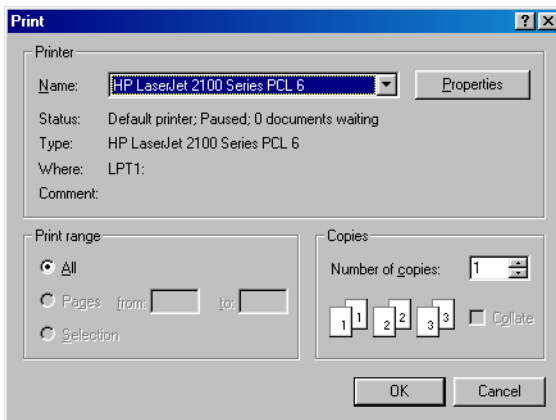 Print
Printer
Name: HP LaserJet 2100 Series PCL 6 Properties
Status: Default printer; Paused; 0 documents waiting
Type: HP LaserJet 2100 Series PCL 6
Where: LPT1:
Comment:
Print range
All
Pages from: to:
Selection
Copies
Number of copies: 1
1 1 2 2 3 3 Collate
OK Cancel